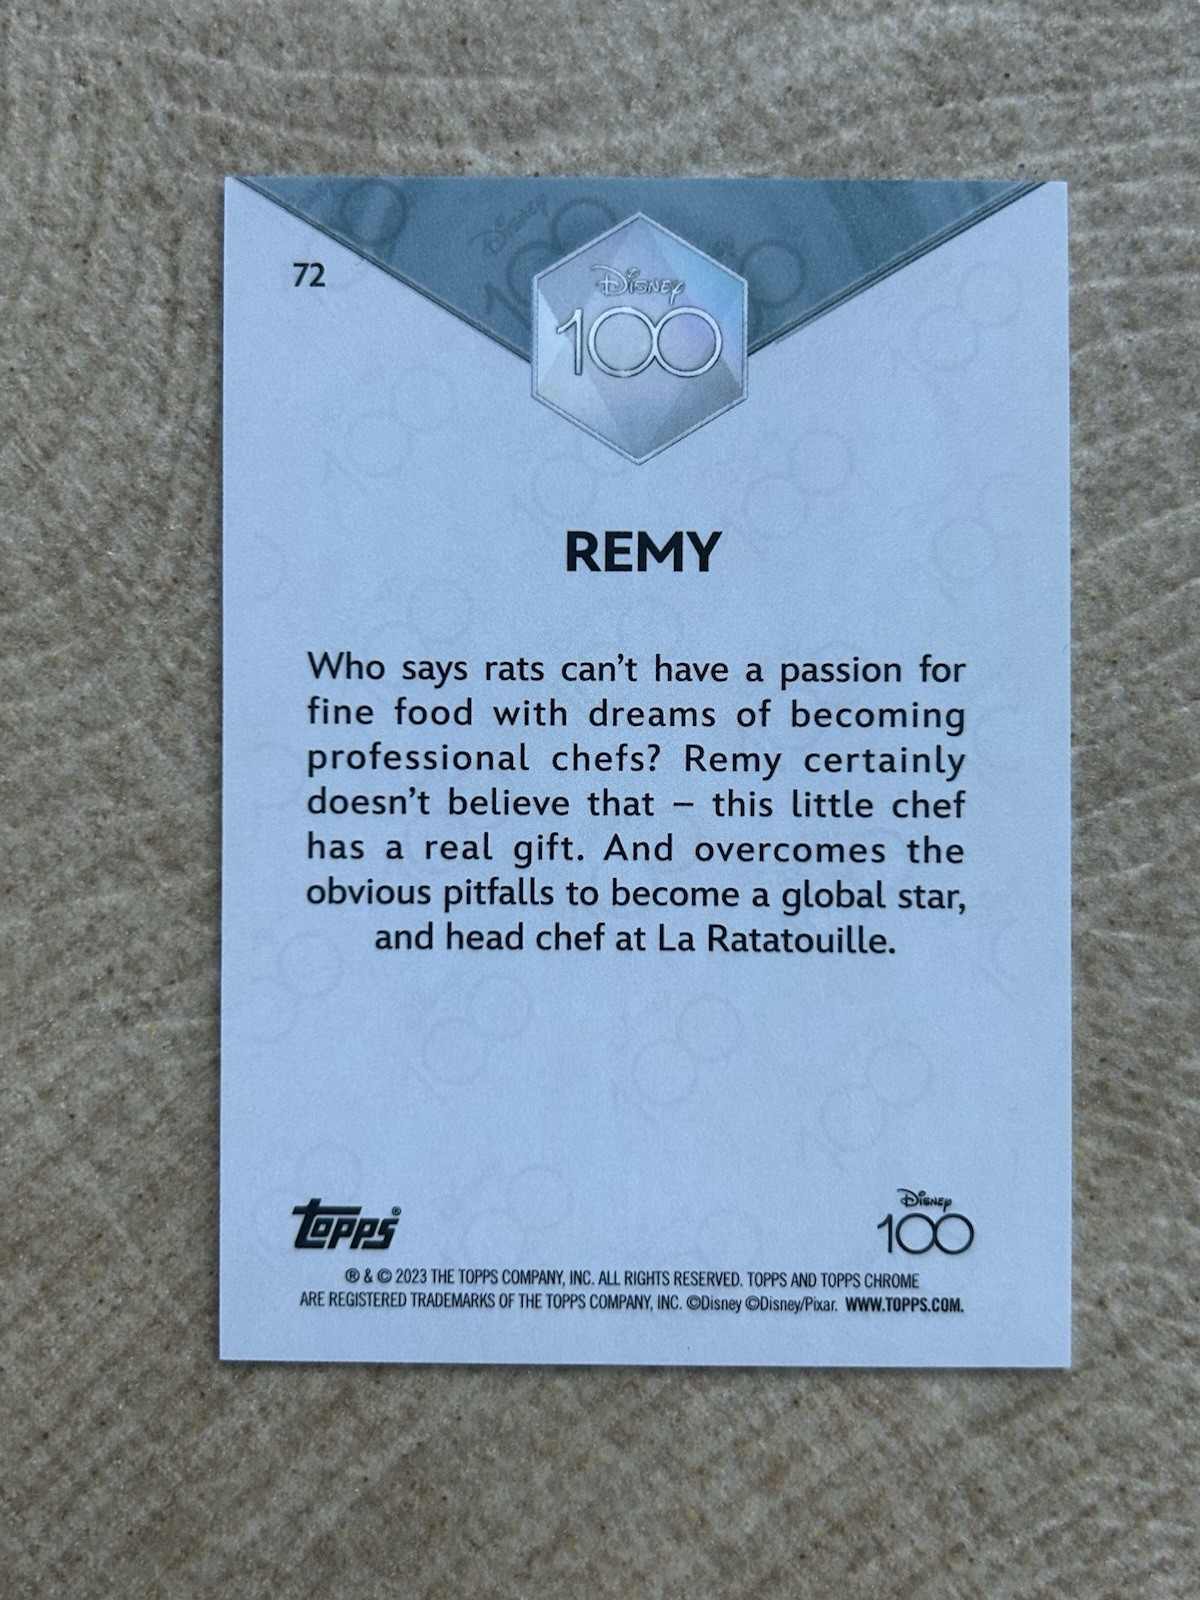 72
Disney
100
REMY
Who says rats can't have a passion for
fine food with dreams of becoming
professional chefs? Remy certainly
doesn't believe that – this little chef
has a real gift. And overcomes the
obvious pitfalls to become a global star,
and head chef at La Ratatouille.
topps®
Disney
100
® & © 2023 THE TOPPS COMPANY, INC. ALL RIGHTS RESERVED. TOPPS AND TOPPS CHROME
ARE REGISTERED TRADEMARKS OF THE TOPPS COMPANY, INC. ©Disney ©Disney/Pixar. WWW.TOPPS.COM.